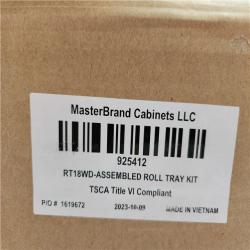 MasterBrand Cabinets LLC
925412
RT18WD-ASSEMBLED ROLL TRAY KIT
TSCA Title VI Compliant
P/O # 1619672 2023-10-09 MADE IN VIETNAM